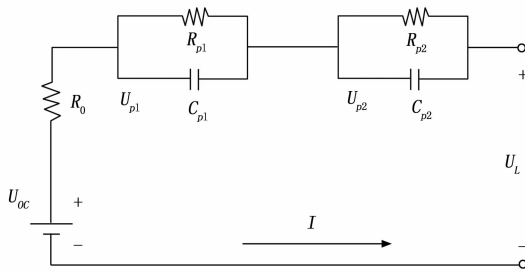 R_p1
R_p2
U_p1
C_p1
U_p2
C_p2
R_0
+
U_L
U_OC
+
−
I
−